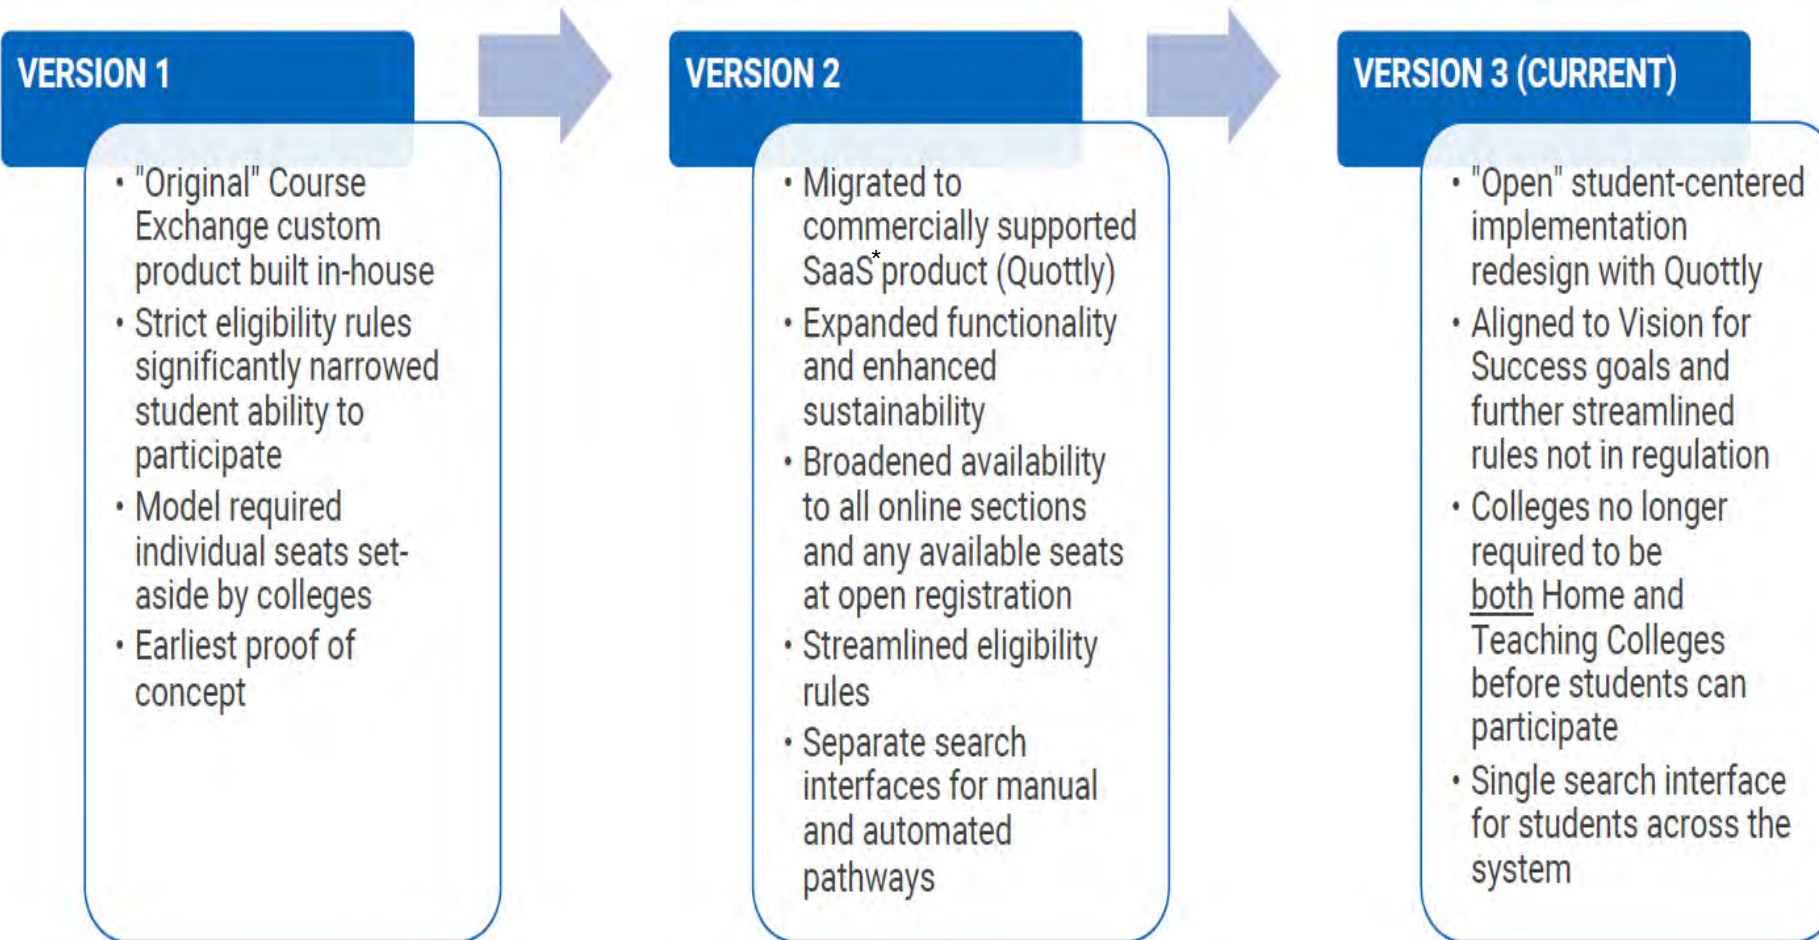 VERSION 1
• "Original" Course
Exchange custom
product built in-house
• Strict eligibility rules
significantly narrowed
student ability to
participate
• Model required
individual seats set-
aside by colleges
• Earliest proof of
concept
VERSION 2
• Migrated to
commercially supported
SaaS* product (Quottly)
• Expanded functionality
and enhanced
sustainability
• Broadened availability
to all online sections
and any available seats
at open registration
• Streamlined eligibility
rules
• Separate search
interfaces for manual
and automated
pathways
VERSION 3 (CURRENT)
• "Open" student-centered
implementation
redesign with Quottly
• Aligned to Vision for
Success goals and
further streamlined
rules not in regulation
• Colleges no longer
required to be
both Home and
Teaching Colleges
before students can
participate
• Single search interface
for students across the
system